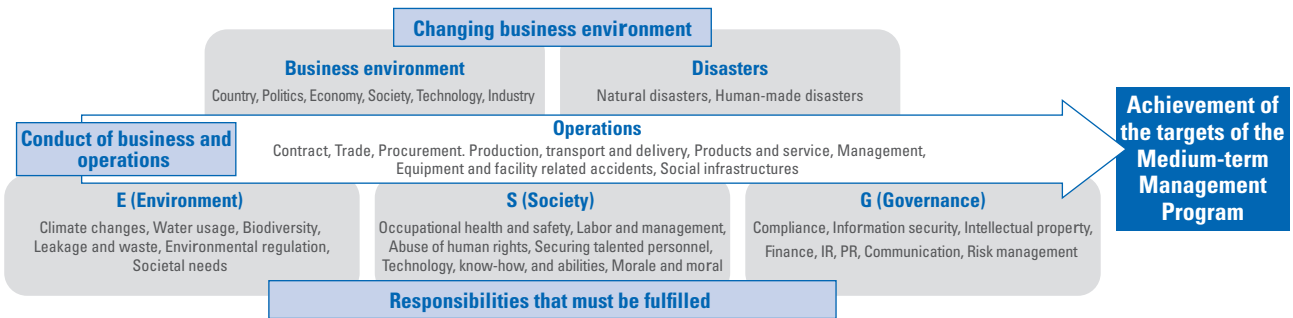 Changing business environment
Business environment
Country, Politics, Economy, Society, Technology, Industry
Disasters
Natural disasters, Human-made disasters
Conduct of business and
operations
Operations
Contract, Trade, Procurement. Production, transport and delivery, Products and service, Management,
Equipment and facility related accidents, Social infrastructures
Achievement of
the targets of the
Medium-term
Management
Program
E (Environment)
Climate changes, Water usage, Biodiversity,
Leakage and waste, Environmental regulation,
Societal needs
S (Society)
Occupational health and safety, Labor and management,
Abuse of human rights, Securing talented personnel,
Technology, know-how, and abilities, Morale and moral
G (Governance)
Compliance, Information security, Intellectual property,
Finance, IR, PR, Communication, Risk management
Responsibilities that must be fulfilled